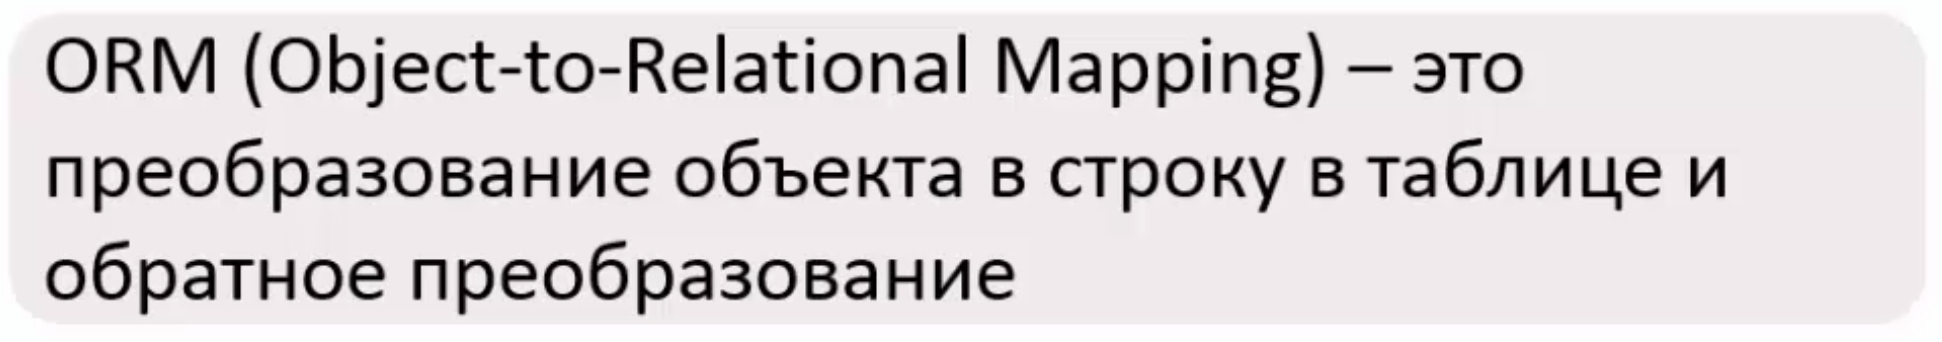 ORM (Object-to-Relational Mapping) – это
преобразование объекта в строку в таблице и
обратное преобразование